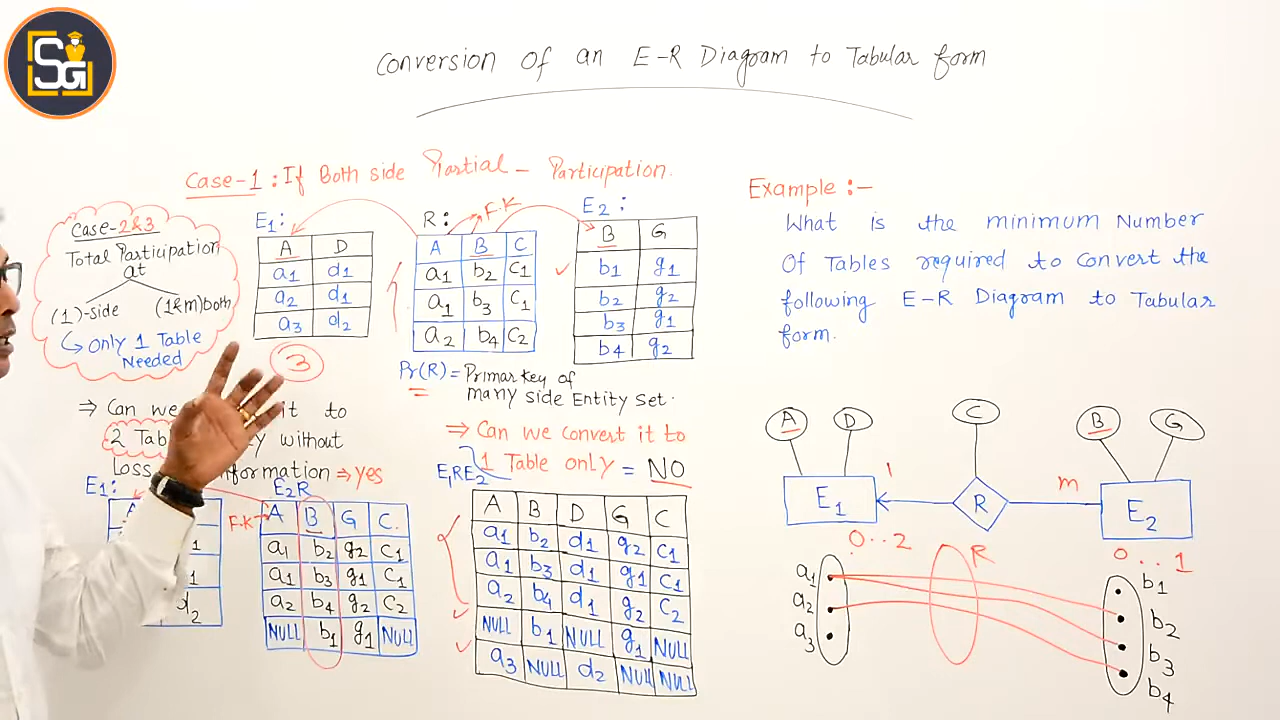 SG
Conversion of an E-R Diagram to Tabular form
Case-1: If Both side Partial - Participation.
Case-2&3
Total Participation
at
(1)-side (1&m)both
↳ only 1 Table
Needed
E1:
A D
a1 d1
a2 d1
a3 d2
3
R: F.K
A B C
a1 b2 C1
a1 b3 C1
a2 b4 C2
E2:
B G
b1 g1
b2 g2
b3 g1
b4 g2
Pr(R) = Primarkey of
many side Entity Set.
⇒ Can we it to
2 without
Loss ⇒ yes
E1:
A
1
1
d2
E2R
F.K
A B G C.
a1 b2 g2 C1
a1 b3 g1 C1
a2 b4 g2 C2
NULL b1 g1 NULL
⇒ Can we convert it to
1 Table only = NO
E1RE2
A B D G C
a1 b2 d1 g2 C1
a1 b3 d1 g1 C1
a2 b4 d1 g2 C2
NULL b1 NULL g1 NULL
a3 NULL d2 NULL NULL
Example :-
What is the minimum Number
Of Tables required to Convert the
following E-R Diagram to Tabular
form.
A D C B G
E1 1 R m E2
0..2 R 0...1
a1
a2
a3
b1
b2
b3
b4